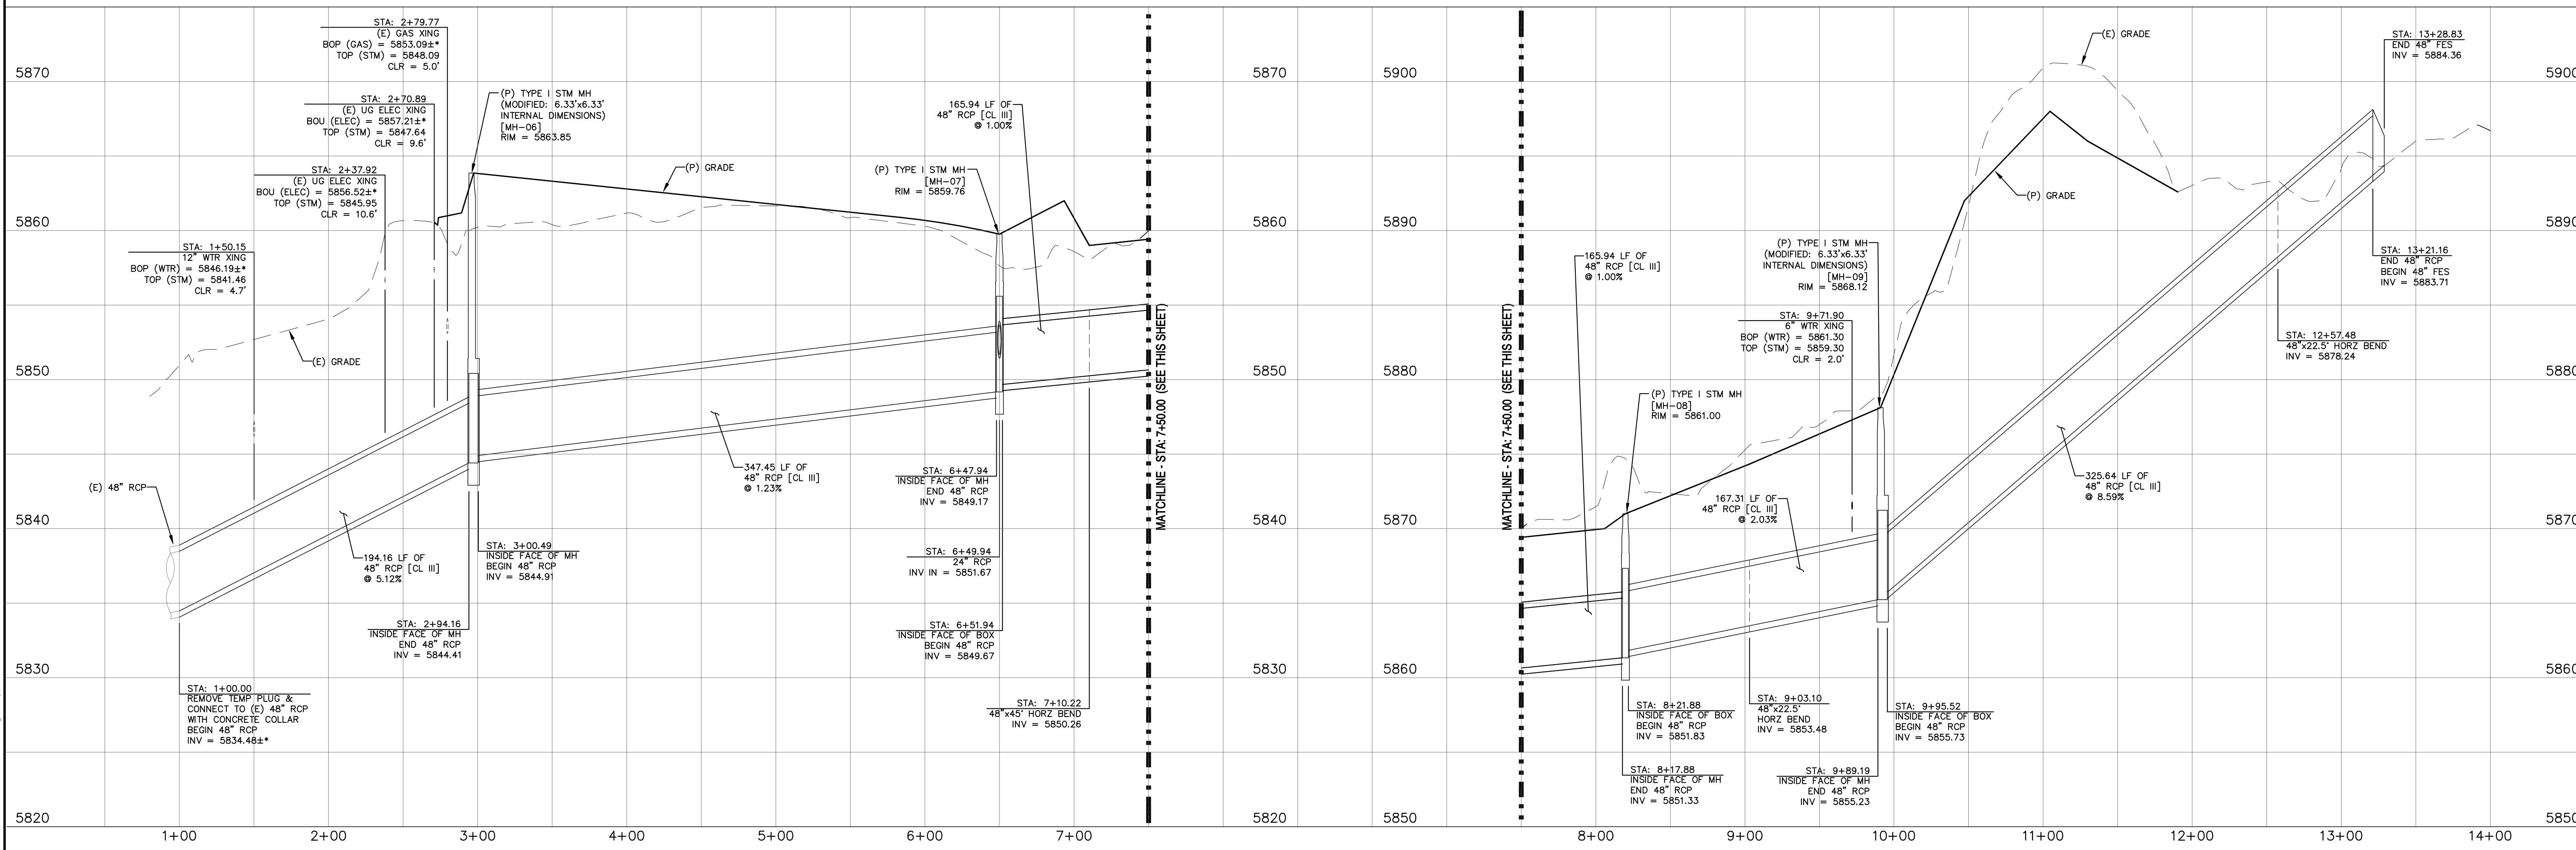 STA: 2+79.77
(E) GAS XING
BOP (GAS) = 5853.09±*
TOP (STM) = 5848.09
CLR = 5.0'
STA: 2+70.89
(E) UG ELEC XING
BOU (ELEC) = 5857.21±*
TOP (STM) = 5847.64
CLR = 9.6'
STA: 2+37.92
(E) UG ELEC XING
BOU (ELEC) = 5856.52±*
TOP (STM) = 5845.95
CLR = 10.6'
STA: 1+50.15
12" WTR XING
BOP (WTR) = 5846.19±*
TOP (STM) = 5841.46
CLR = 4.7'
(E) GRADE
(E) 48" RCP
194.16 LF OF
48" RCP [CL III]
@ 5.12%
STA: 1+00.00
REMOVE TEMP PLUG &
CONNECT TO (E) 48" RCP
WITH CONCRETE COLLAR
BEGIN 48" RCP
INV = 5834.48±*
STA: 2+94.16
INSIDE FACE OF MH
END 48" RCP
INV = 5844.41
STA: 3+00.49
INSIDE FACE OF MH
BEGIN 48" RCP
INV = 5844.91
(P) TYPE I STM MH
(MODIFIED: 6.33'x6.33'
INTERNAL DIMENSIONS)
[MH-06]
RIM = 5863.85
(P) GRADE
347.45 LF OF
48" RCP [CL III]
@ 1.23%
(P) TYPE I STM MH
[MH-07]
RIM = 5859.76
165.94 LF OF
48" RCP [CL III]
@ 1.00%
STA: 6+47.94
INSIDE FACE OF MH
END 48" RCP
INV = 5849.17
STA: 6+49.94
24" RCP
INV IN = 5851.67
STA: 6+51.94
INSIDE FACE OF BOX
BEGIN 48" RCP
INV = 5849.67
STA: 7+10.22
48"x45° HORZ BEND
INV = 5850.26
MATCHLINE - STA: 7+50.00 (SEE THIS SHEET)
5870
5860
5850
5840
5830
5820
1+00
2+00
3+00
4+00
5+00
6+00
7+00
5870
5860
5850
5840
5830
5820
5900
5890
5880
5870
5860
5850
MATCHLINE - STA: 7+50.00 (SEE THIS SHEET)
165.94 LF OF
48" RCP [CL III]
@ 1.00%
(P) TYPE I STM MH
[MH-08]
RIM = 5861.00
STA: 8+21.88
INSIDE FACE OF BOX
BEGIN 48" RCP
INV = 5851.83
STA: 8+17.88
INSIDE FACE OF MH
END 48" RCP
INV = 5851.33
(P) TYPE I STM MH
(MODIFIED: 6.33'x6.33'
INTERNAL DIMENSIONS)
[MH-09]
RIM = 5868.12
STA: 9+71.90
6" WTR XING
BOP (WTR) = 5861.30
TOP (STM) = 5859.30
CLR = 2.0'
167.31 LF OF
48" RCP [CL III]
@ 2.03%
STA: 9+03.10
48"x22.5°
HORZ BEND
INV = 5853.48
STA: 9+89.19
INSIDE FACE OF MH
END 48" RCP
INV = 5855.23
STA: 9+95.52
INSIDE FACE OF BOX
BEGIN 48" RCP
INV = 5855.73
(E) GRADE
(P) GRADE
325.64 LF OF
48" RCP [CL III]
@ 8.59%
STA: 13+28.83
END 48" FES
INV = 5884.36
STA: 13+21.16
END 48" RCP
BEGIN 48" FES
INV = 5883.71
STA: 12+57.48
48"x22.5° HORZ BEND
INV = 5878.24
8+00
9+00
10+00
11+00
12+00
13+00
14+00
5900
5890
5880
5870
5860
5850